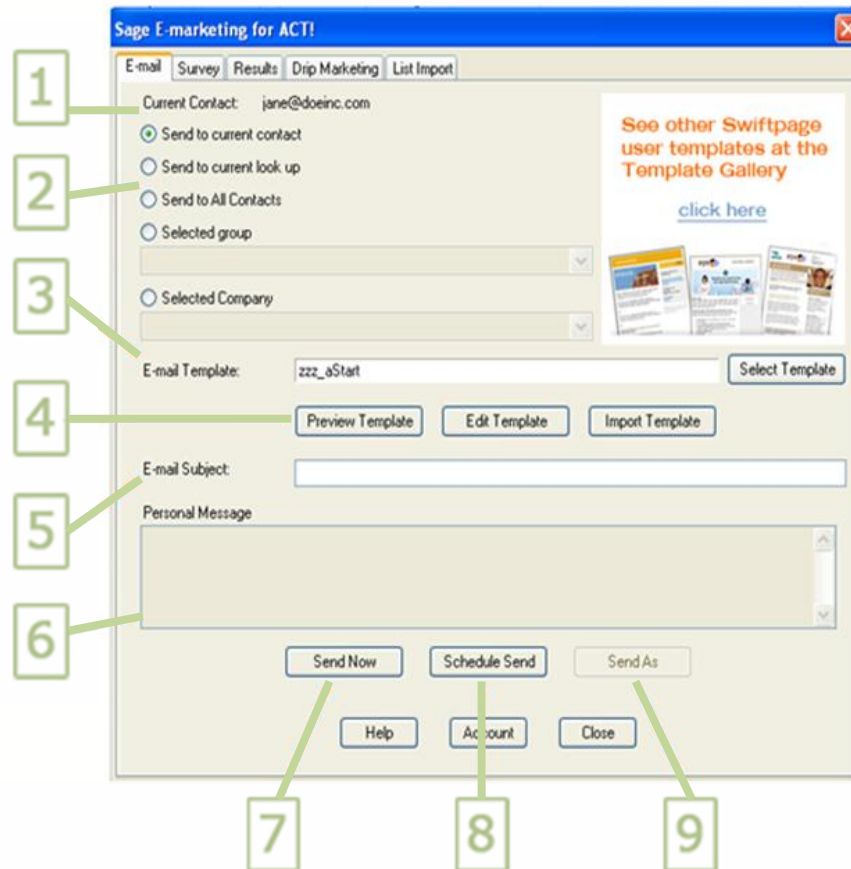 Sage E-marketing for ACT!
E-mail Survey Results Drip Marketing List Import
1
Current Contact: jane@doeinc.com
Send to current contact
2
Send to current look up
Send to All Contacts
Selected group
See other Swiftpage
user templates at the
Template Gallery
click here
3
Selected Company
E-mail Template: zzz_aStart Select Template
4
Preview Template Edit Template Import Template
5
E-mail Subject:
Personal Message
6
Send Now Schedule Send Send As
Help Account Close
7 8 9